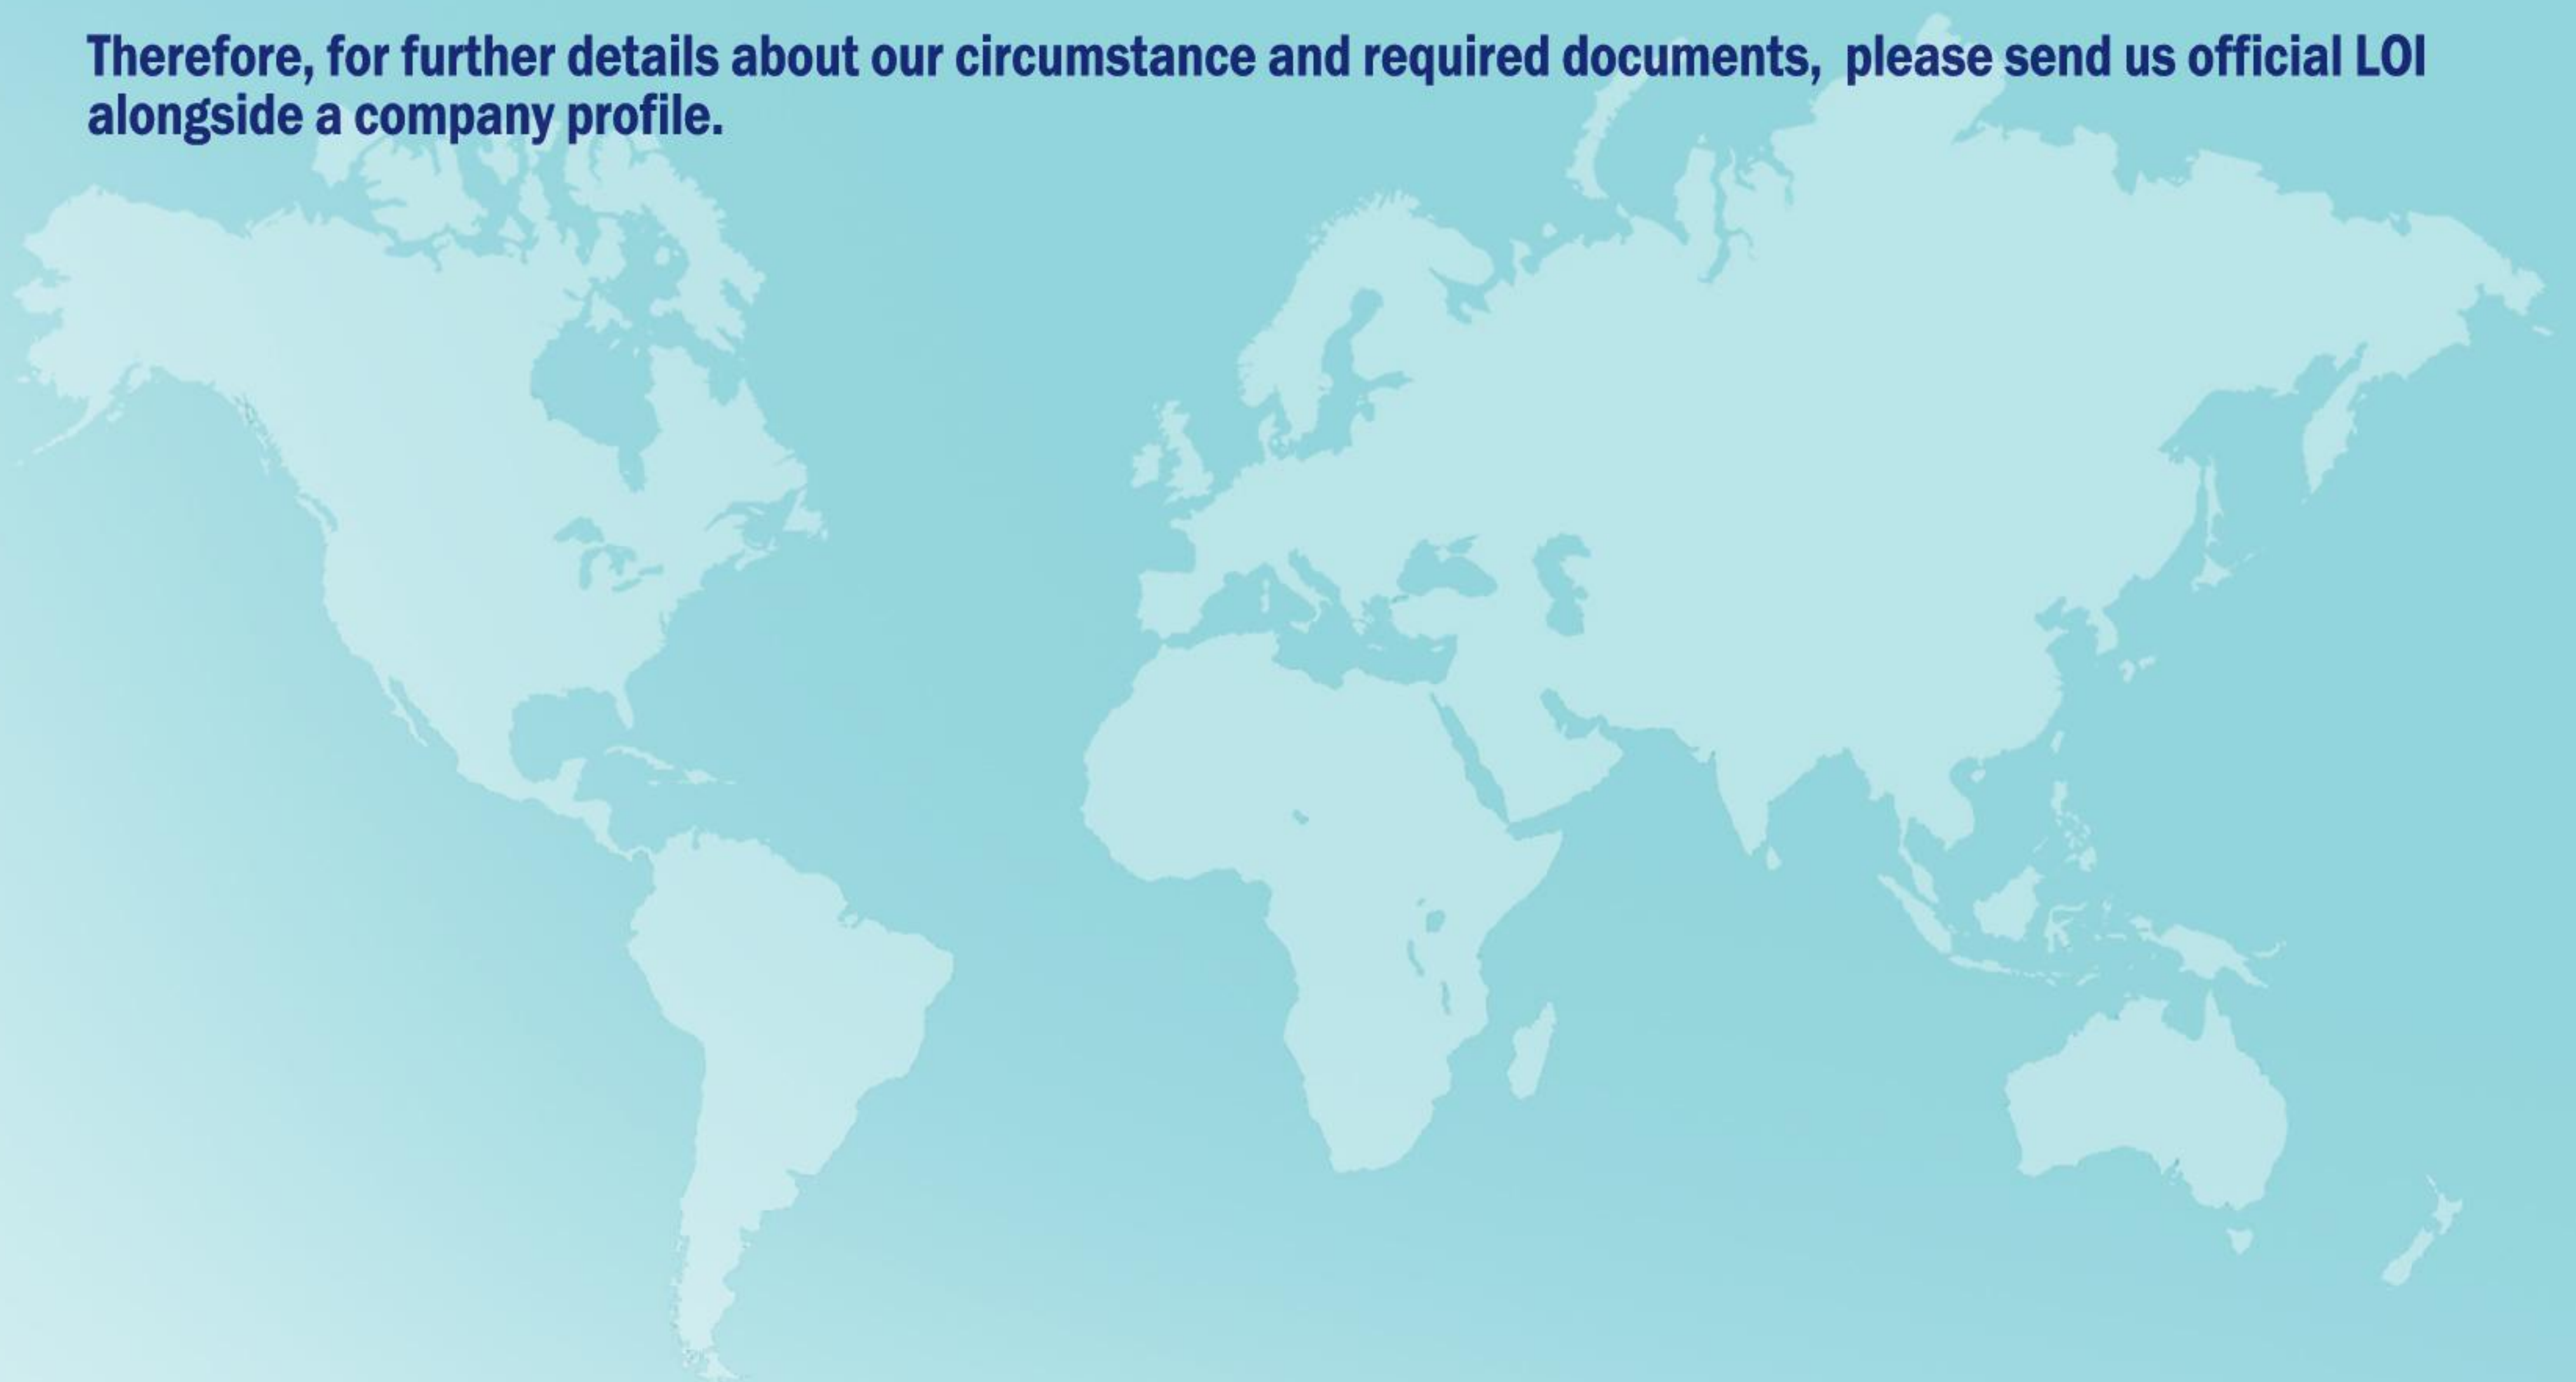 Therefore, for further details about our circumstance and required documents,  please send us official LOI
alongside a company profile.